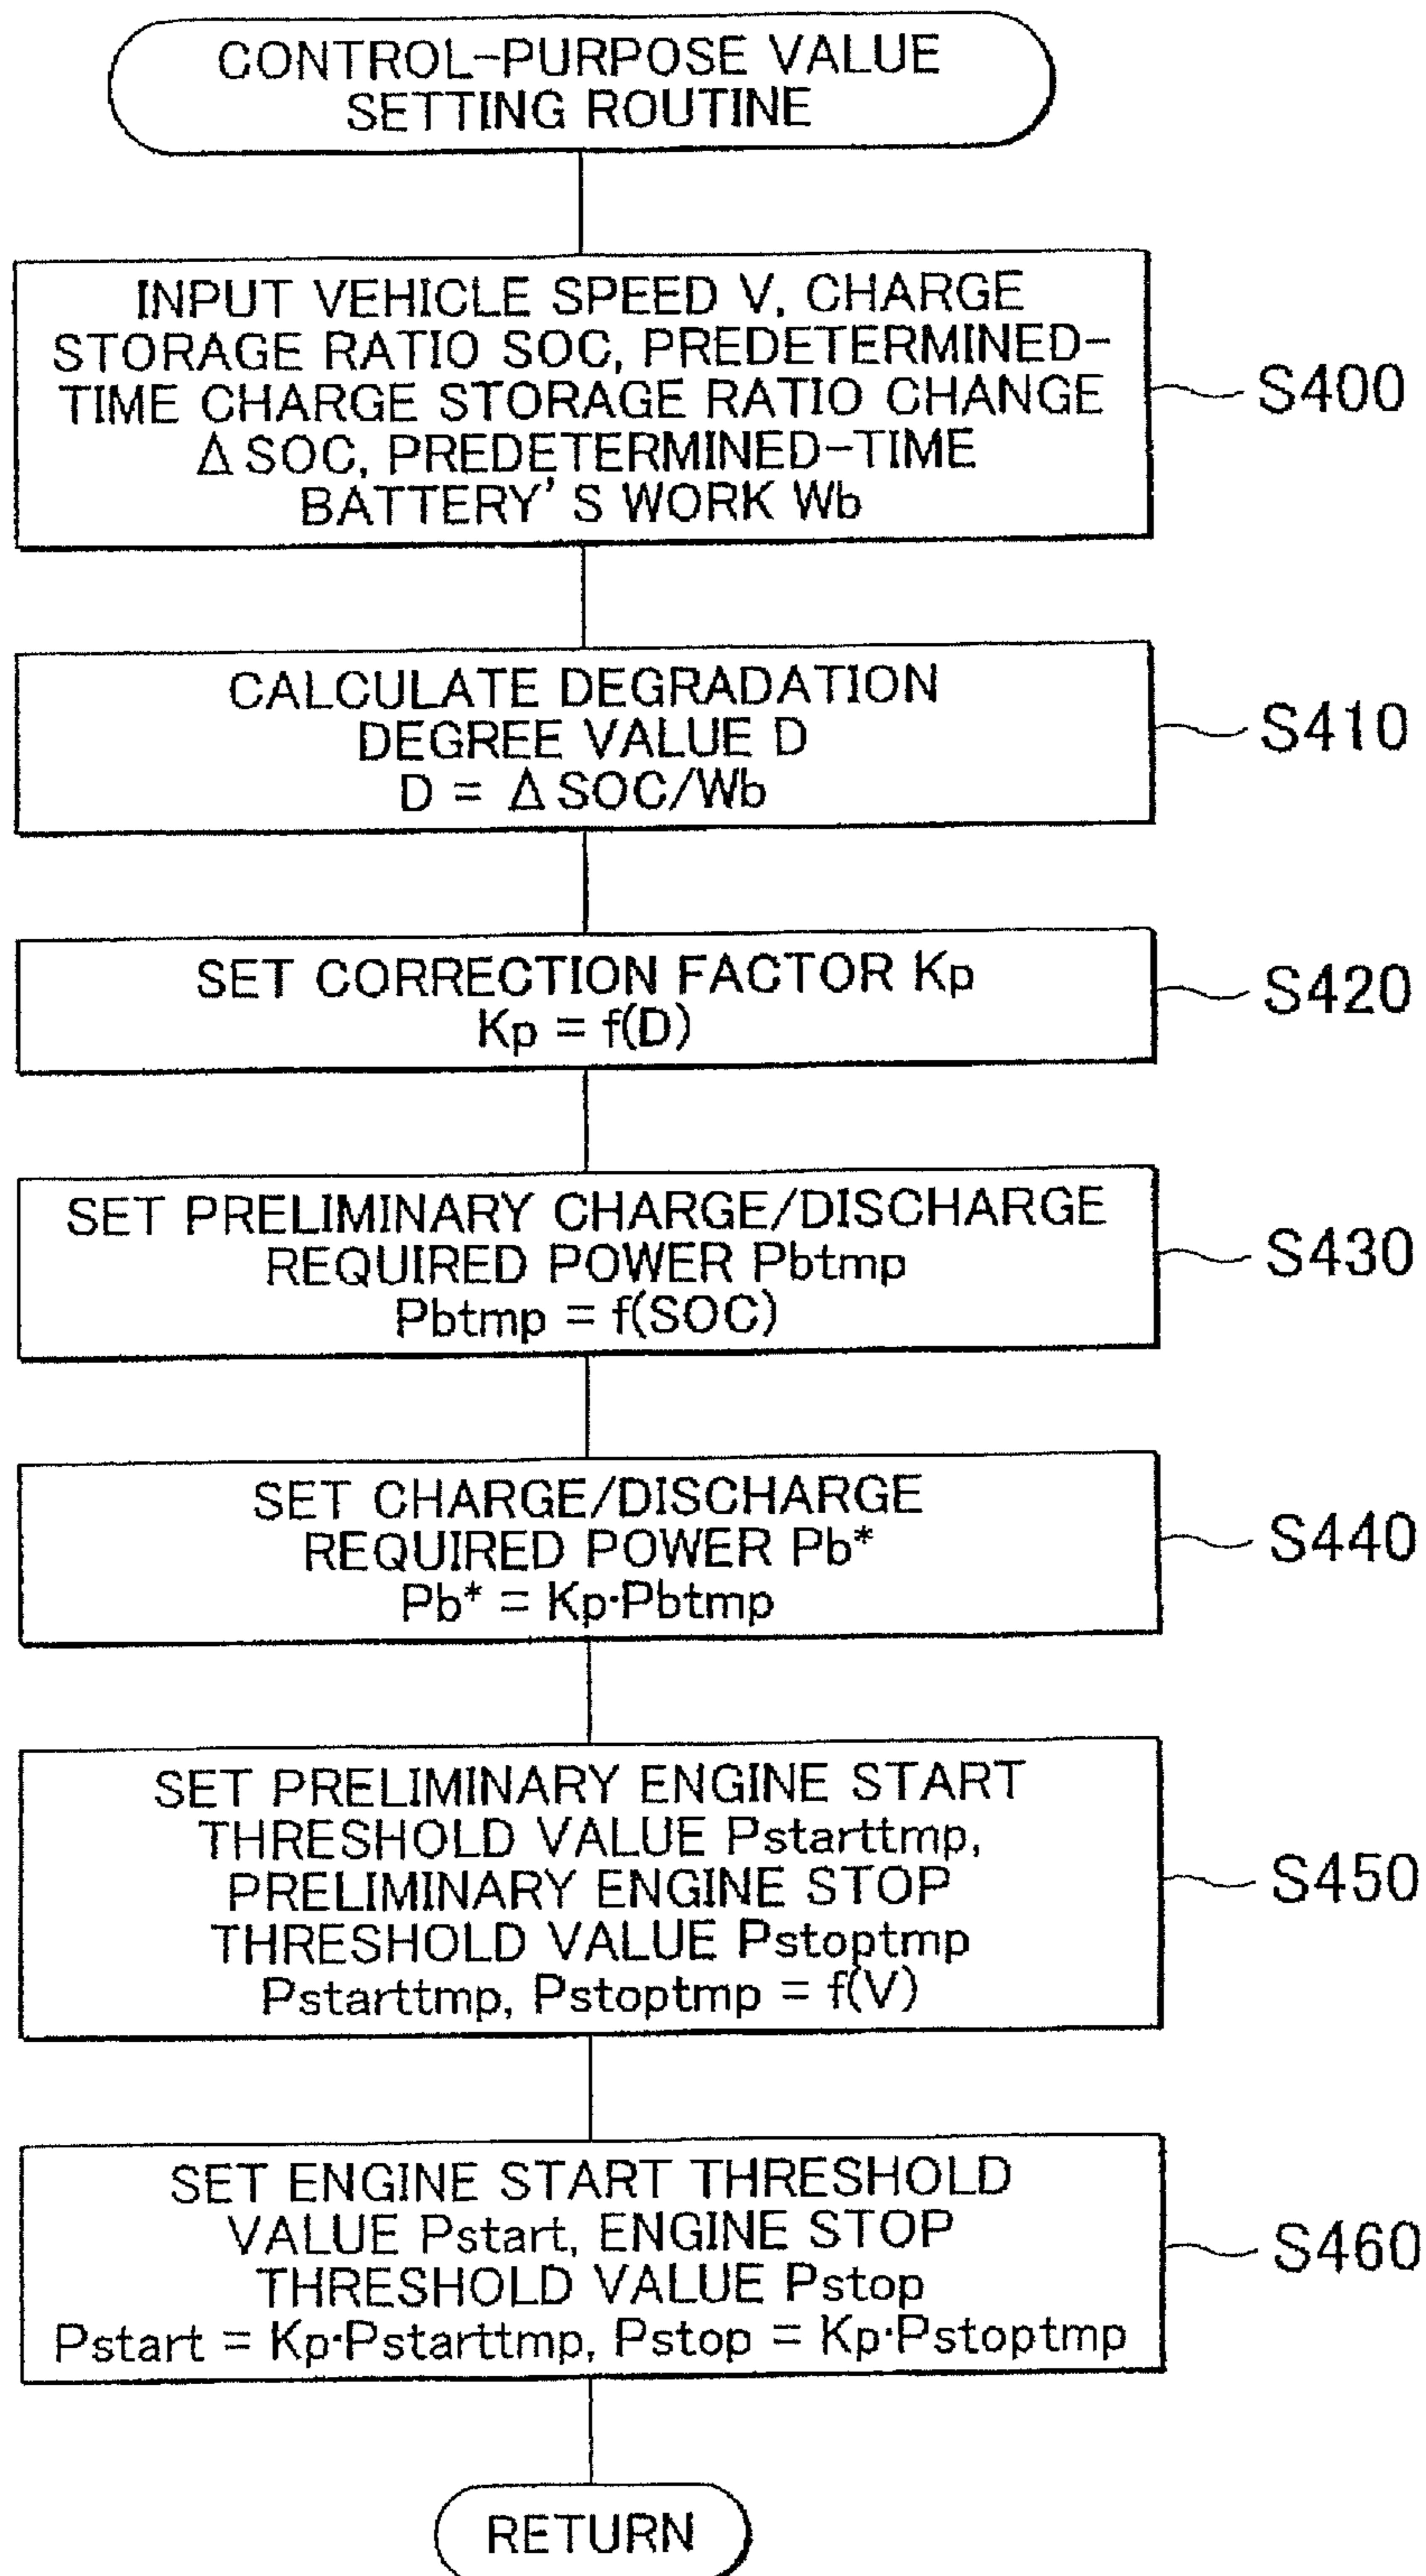 CONTROL-PURPOSE VALUE
SETTING ROUTINE
INPUT VEHICLE SPEED V, CHARGE
STORAGE RATIO SOC, PREDETERMINED-
TIME CHARGE STORAGE RATIO CHANGE
ΔSOC, PREDETERMINED-TIME
BATTERY'S WORK Wb
S400
CALCULATE DEGRADATION
DEGREE VALUE D
D = ΔSOC/Wb
S410
SET CORRECTION FACTOR Kp
Kp = f(D)
S420
SET PRELIMINARY CHARGE/DISCHARGE
REQUIRED POWER Pbtmp
Pbtmp = f(SOC)
S430
SET CHARGE/DISCHARGE
REQUIRED POWER Pb*
Pb* = Kp·Pbtmp
S440
SET PRELIMINARY ENGINE START
THRESHOLD VALUE Pstarttmp,
PRELIMINARY ENGINE STOP
THRESHOLD VALUE Pstoptmp
Pstarttmp, Pstoptmp = f(V)
S450
SET ENGINE START THRESHOLD
VALUE Pstart, ENGINE STOP
THRESHOLD VALUE Pstop
Pstart = Kp·Pstarttmp, Pstop = Kp·Pstoptmp
S460
RETURN